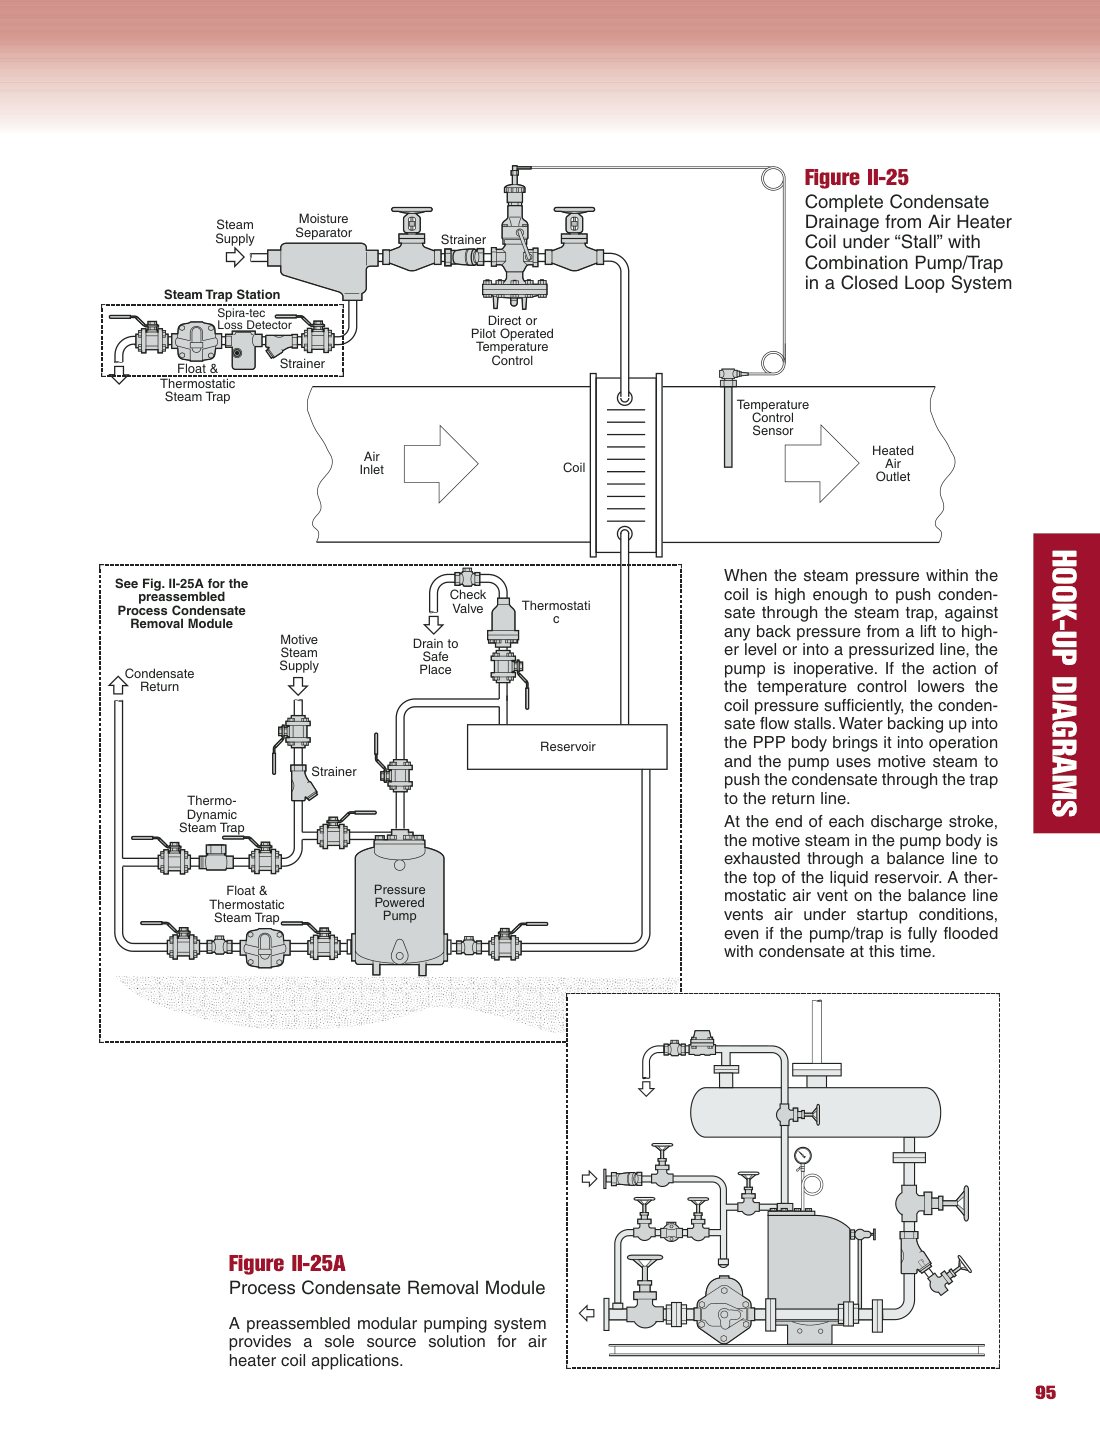 Figure II-25
Complete Condensate
Drainage from Air Heater
Coil under “Stall” with
Combination Pump/Trap
in a Closed Loop System
Steam
Supply
Moisture
Separator
Strainer
Steam Trap Station
Spira-tec
Loss Detector
Strainer
Float &
Thermostatic
Steam Trap
Direct or
Pilot Operated
Temperature
Control
Temperature
Control
Sensor
Air
Inlet
Coil
Heated
Air
Outlet
See Fig. II-25A for the
preassembled
Process Condensate
Removal Module
Check
Valve
Thermostati
c
Drain to
Safe
Place
Motive
Steam
Supply
Condensate
Return
Reservoir
Strainer
Thermo-
Dynamic
Steam Trap
Float &
Thermostatic
Steam Trap
Pressure
Powered
Pump
When the steam pressure within the
coil is high enough to push conden-
sate through the steam trap, against
any back pressure from a lift to high-
er level or into a pressurized line, the
pump is inoperative. If the action of
the temperature control lowers the
coil pressure sufficiently, the conden-
sate flow stalls. Water backing up into
the PPP body brings it into operation
and the pump uses motive steam to
push the condensate through the trap
to the return line.
At the end of each discharge stroke,
the motive steam in the pump body is
exhausted through a balance line to
the top of the liquid reservoir. A ther-
mostatic air vent on the balance line
vents air under startup conditions,
even if the pump/trap is fully flooded
with condensate at this time.
HOOK-UP DIAGRAMS
Figure II-25A
Process Condensate Removal Module
A preassembled modular pumping system
provides a sole source solution for air
heater coil applications.
95